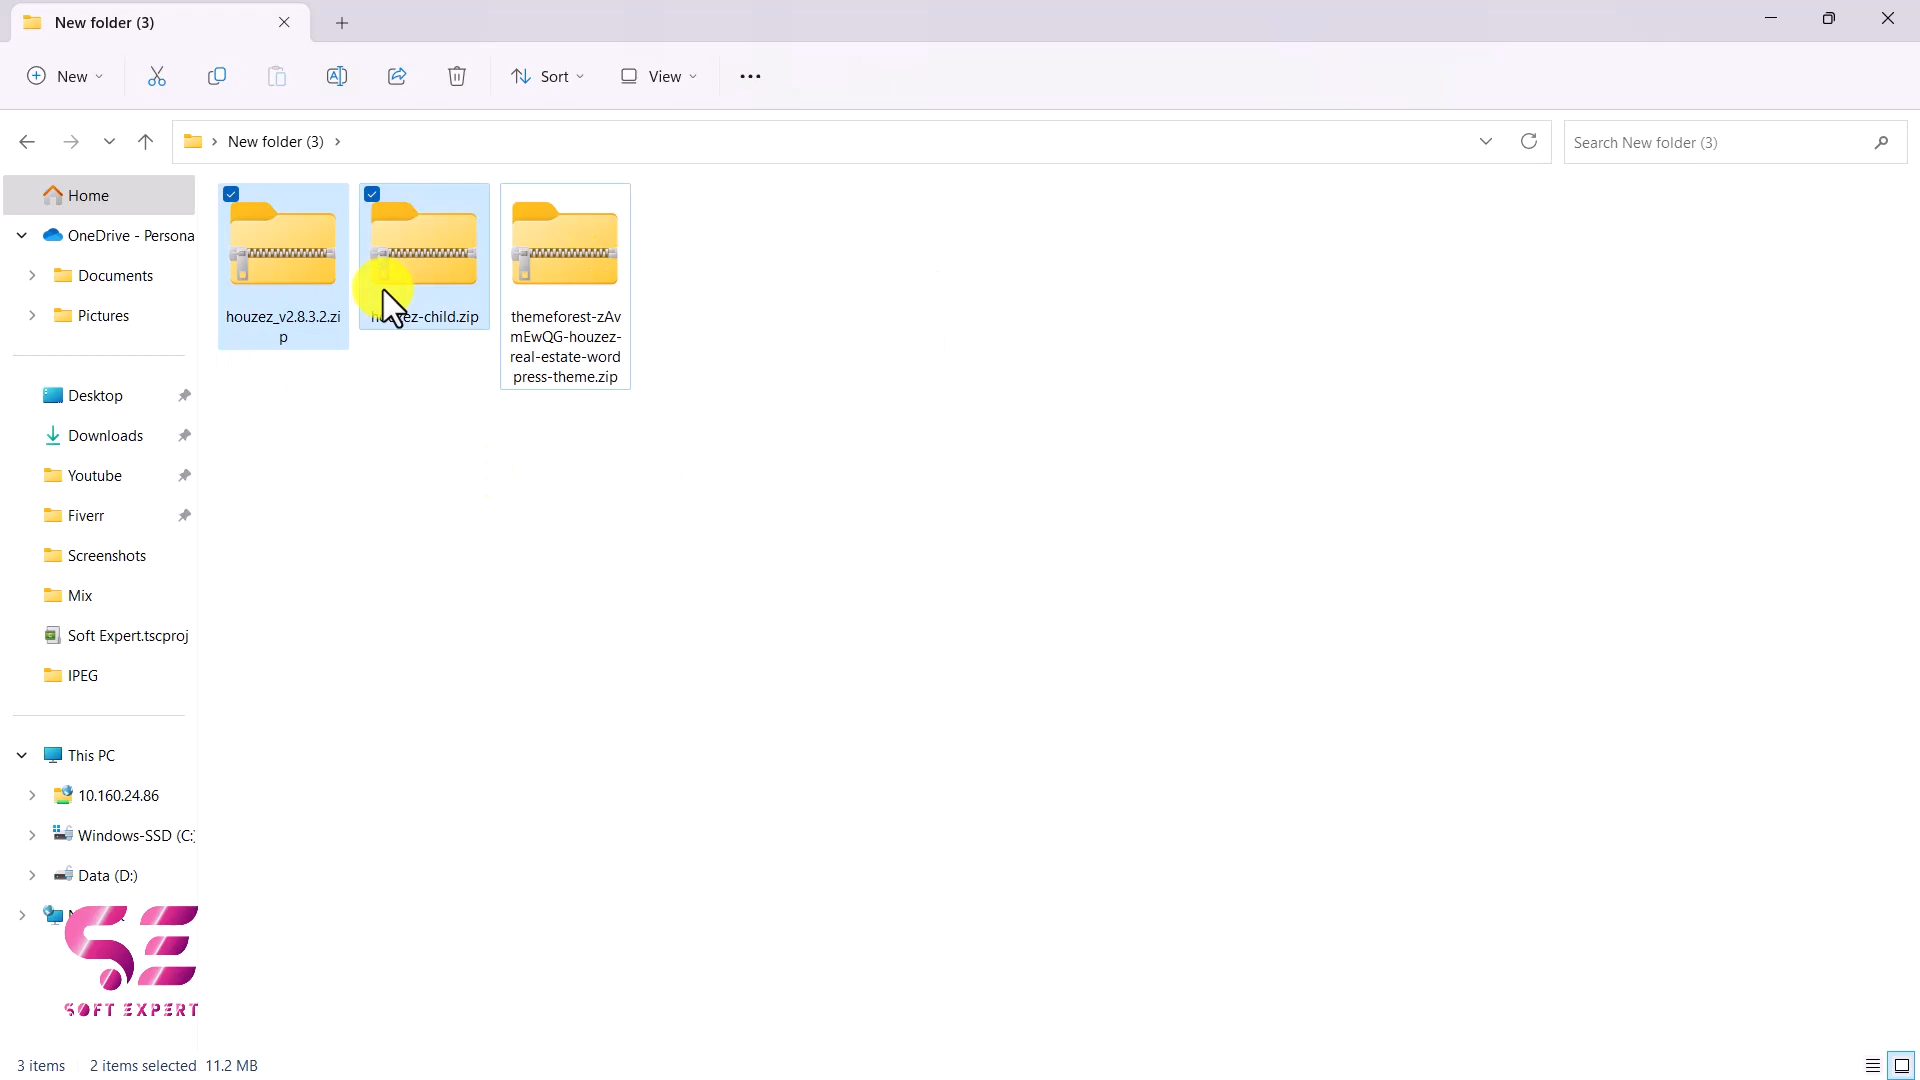 New folder (3)
New
Sort
View
New folder (3)
Search New folder (3)
Home
OneDrive - Persona
Documents
Pictures
Desktop
Downloads
Youtube
Fiverr
Screenshots
Mix
Soft Expert.tscproj
IPEG
This PC
10.160.24.86
Windows-SSD (C:)
Data (D:)
houzez_v2.8.3.2.zi
p
houzez-child.zip
themeforest-zAv
mEwQG-houzez-
real-estate-word
press-theme.zip
SE
SOFT EXPERT
3 items
2 items selected 11.2 MB